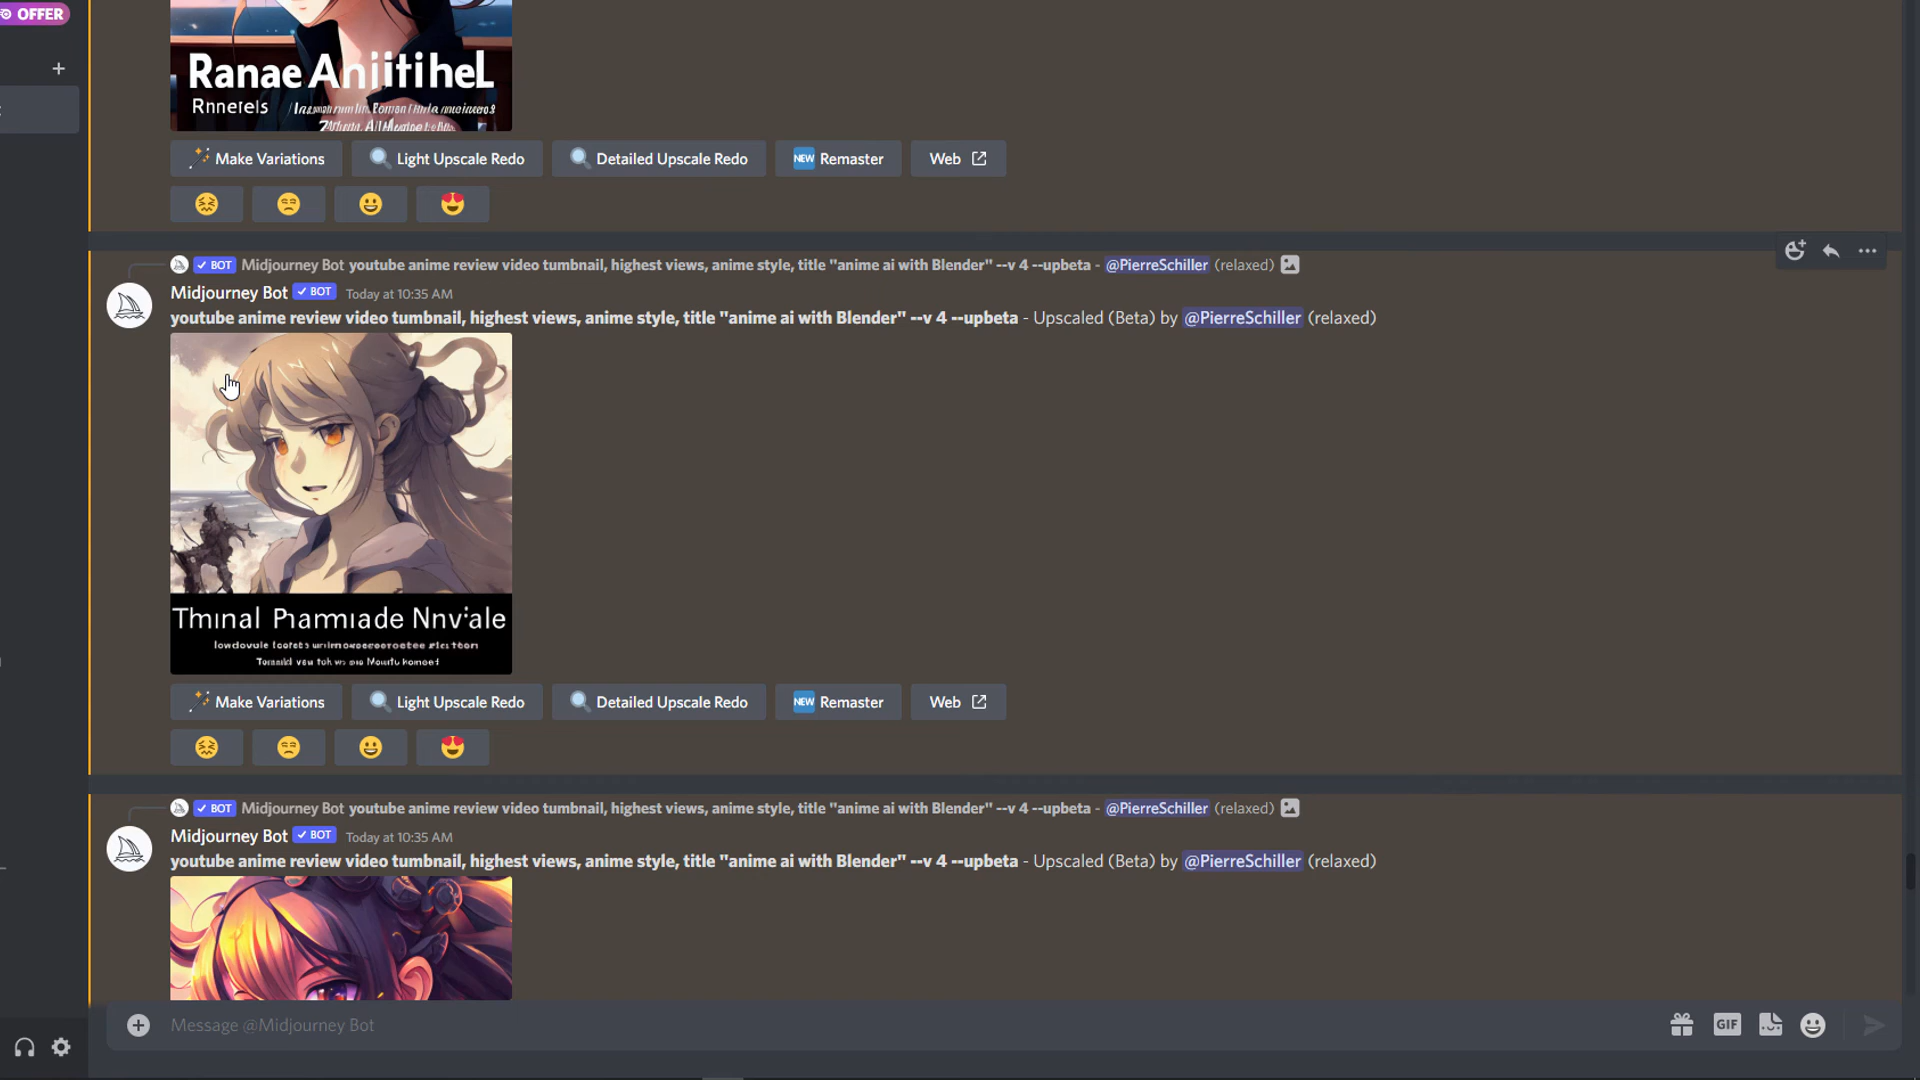 OFFER
Ranae AnjitiheL
Rnnerels
Make Variations
Light Upscale Redo
Detailed Upscale Redo
NEW Remaster
Web
BOT Midjourney Bot youtube anime review video tumbnail, highest views, anime style, title "anime ai with Blender" --v 4 --upbeta - @PierreSchiller (relaxed)
Midjourney Bot BOT Today at 10:35 AM
youtube anime review video tumbnail, highest views, anime style, title "anime ai with Blender" --v 4 --upbeta - Upscaled (Beta) by @PierreSchiller (relaxed)
Make Variations
Light Upscale Redo
Detailed Upscale Redo
NEW Remaster
Web
BOT Midjourney Bot youtube anime review video tumbnail, highest views, anime style, title "anime ai with Blender" --v 4 --upbeta - @PierreSchiller (relaxed)
Midjourney Bot BOT Today at 10:35 AM
youtube anime review video tumbnail, highest views, anime style, title "anime ai with Blender" --v 4 --upbeta - Upscaled (Beta) by @PierreSchiller (relaxed)
Message @Midjourney Bot
GIF